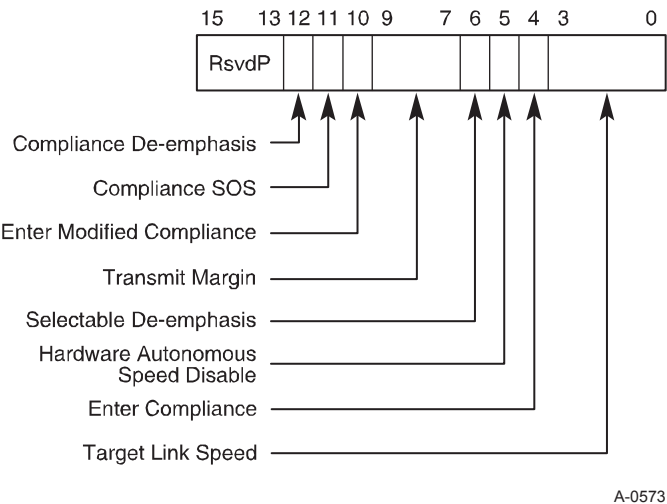 15 13 12 11 10 9 7 6 5 4 3 0
RsvdP
Compliance De-emphasis
Compliance SOS
Enter Modified Compliance
Transmit Margin
Selectable De-emphasis
Hardware Autonomous
Speed Disable
Enter Compliance
Target Link Speed
A-0573